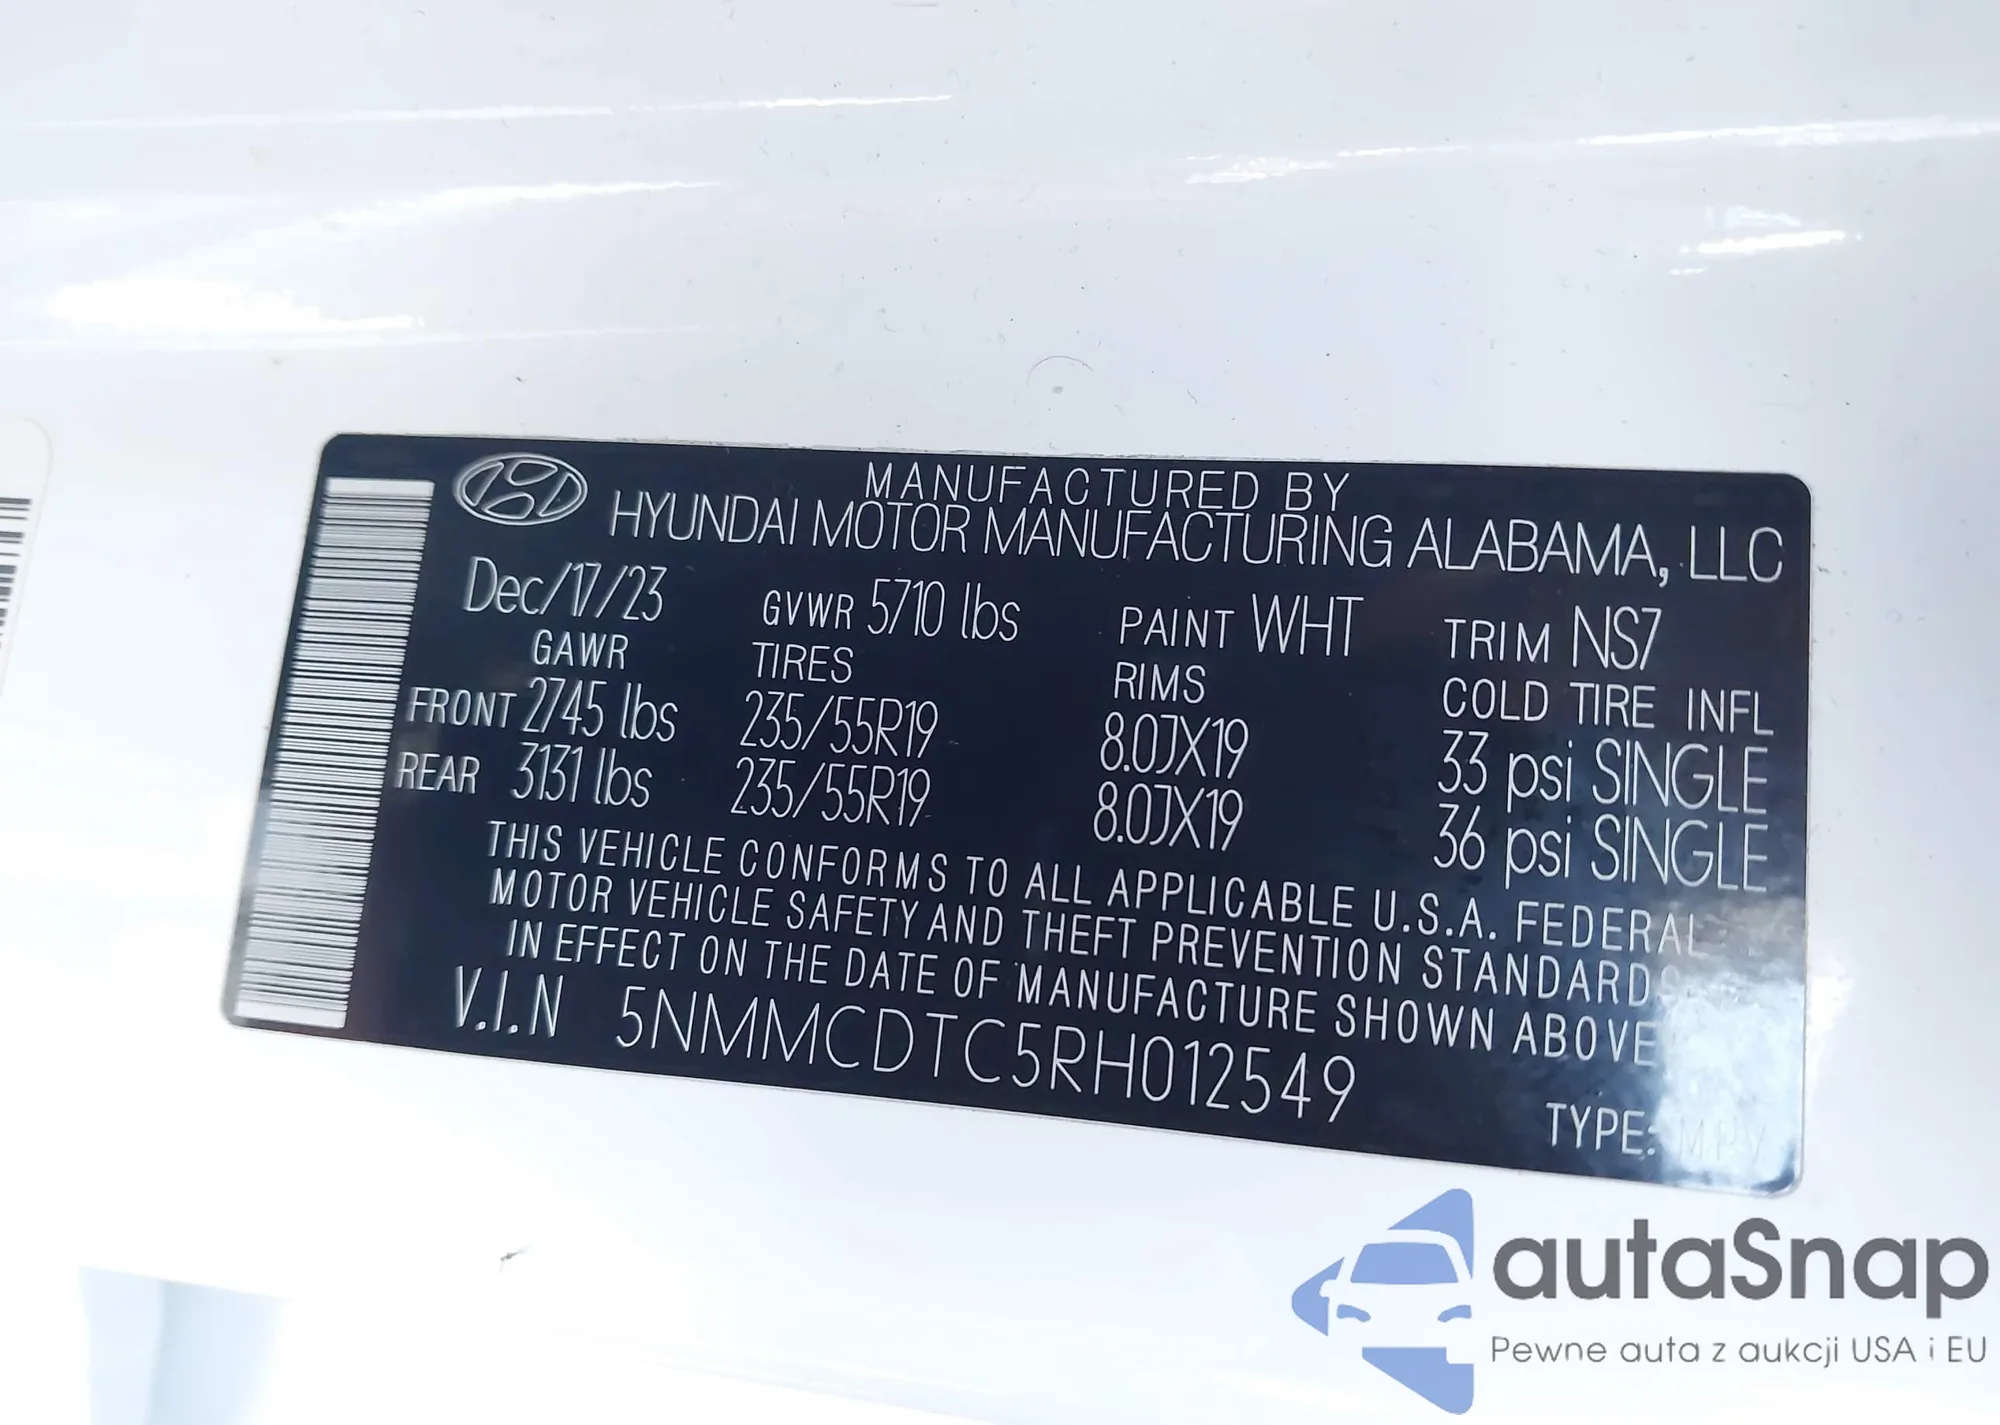 MANUFACTURED BY
HYUNDAI MOTOR MANUFACTURING ALABAMA, LLC
Dec/17/23 GVWR 5710 lbs PAINT WHT TRIM NS7
GAWR TIRES RIMS COLD TIRE INFL
FRONT 2745 lbs 235/55R19 8.0JX19 33 psi SINGLE
REAR 3131 lbs 235/55R19 8.0JX19 36 psi SINGLE
THIS VEHICLE CONFORMS TO ALL APPLICABLE U.S.A. FEDERAL
MOTOR VEHICLE SAFETY AND THEFT PREVENTION STANDARDS
IN EFFECT ON THE DATE OF MANUFACTURE SHOWN ABOVE
V.I.N 5NMMCDTC5RH012549
TYPE: MPV
autaSnap
Pewne auta z aukcji USA i EU